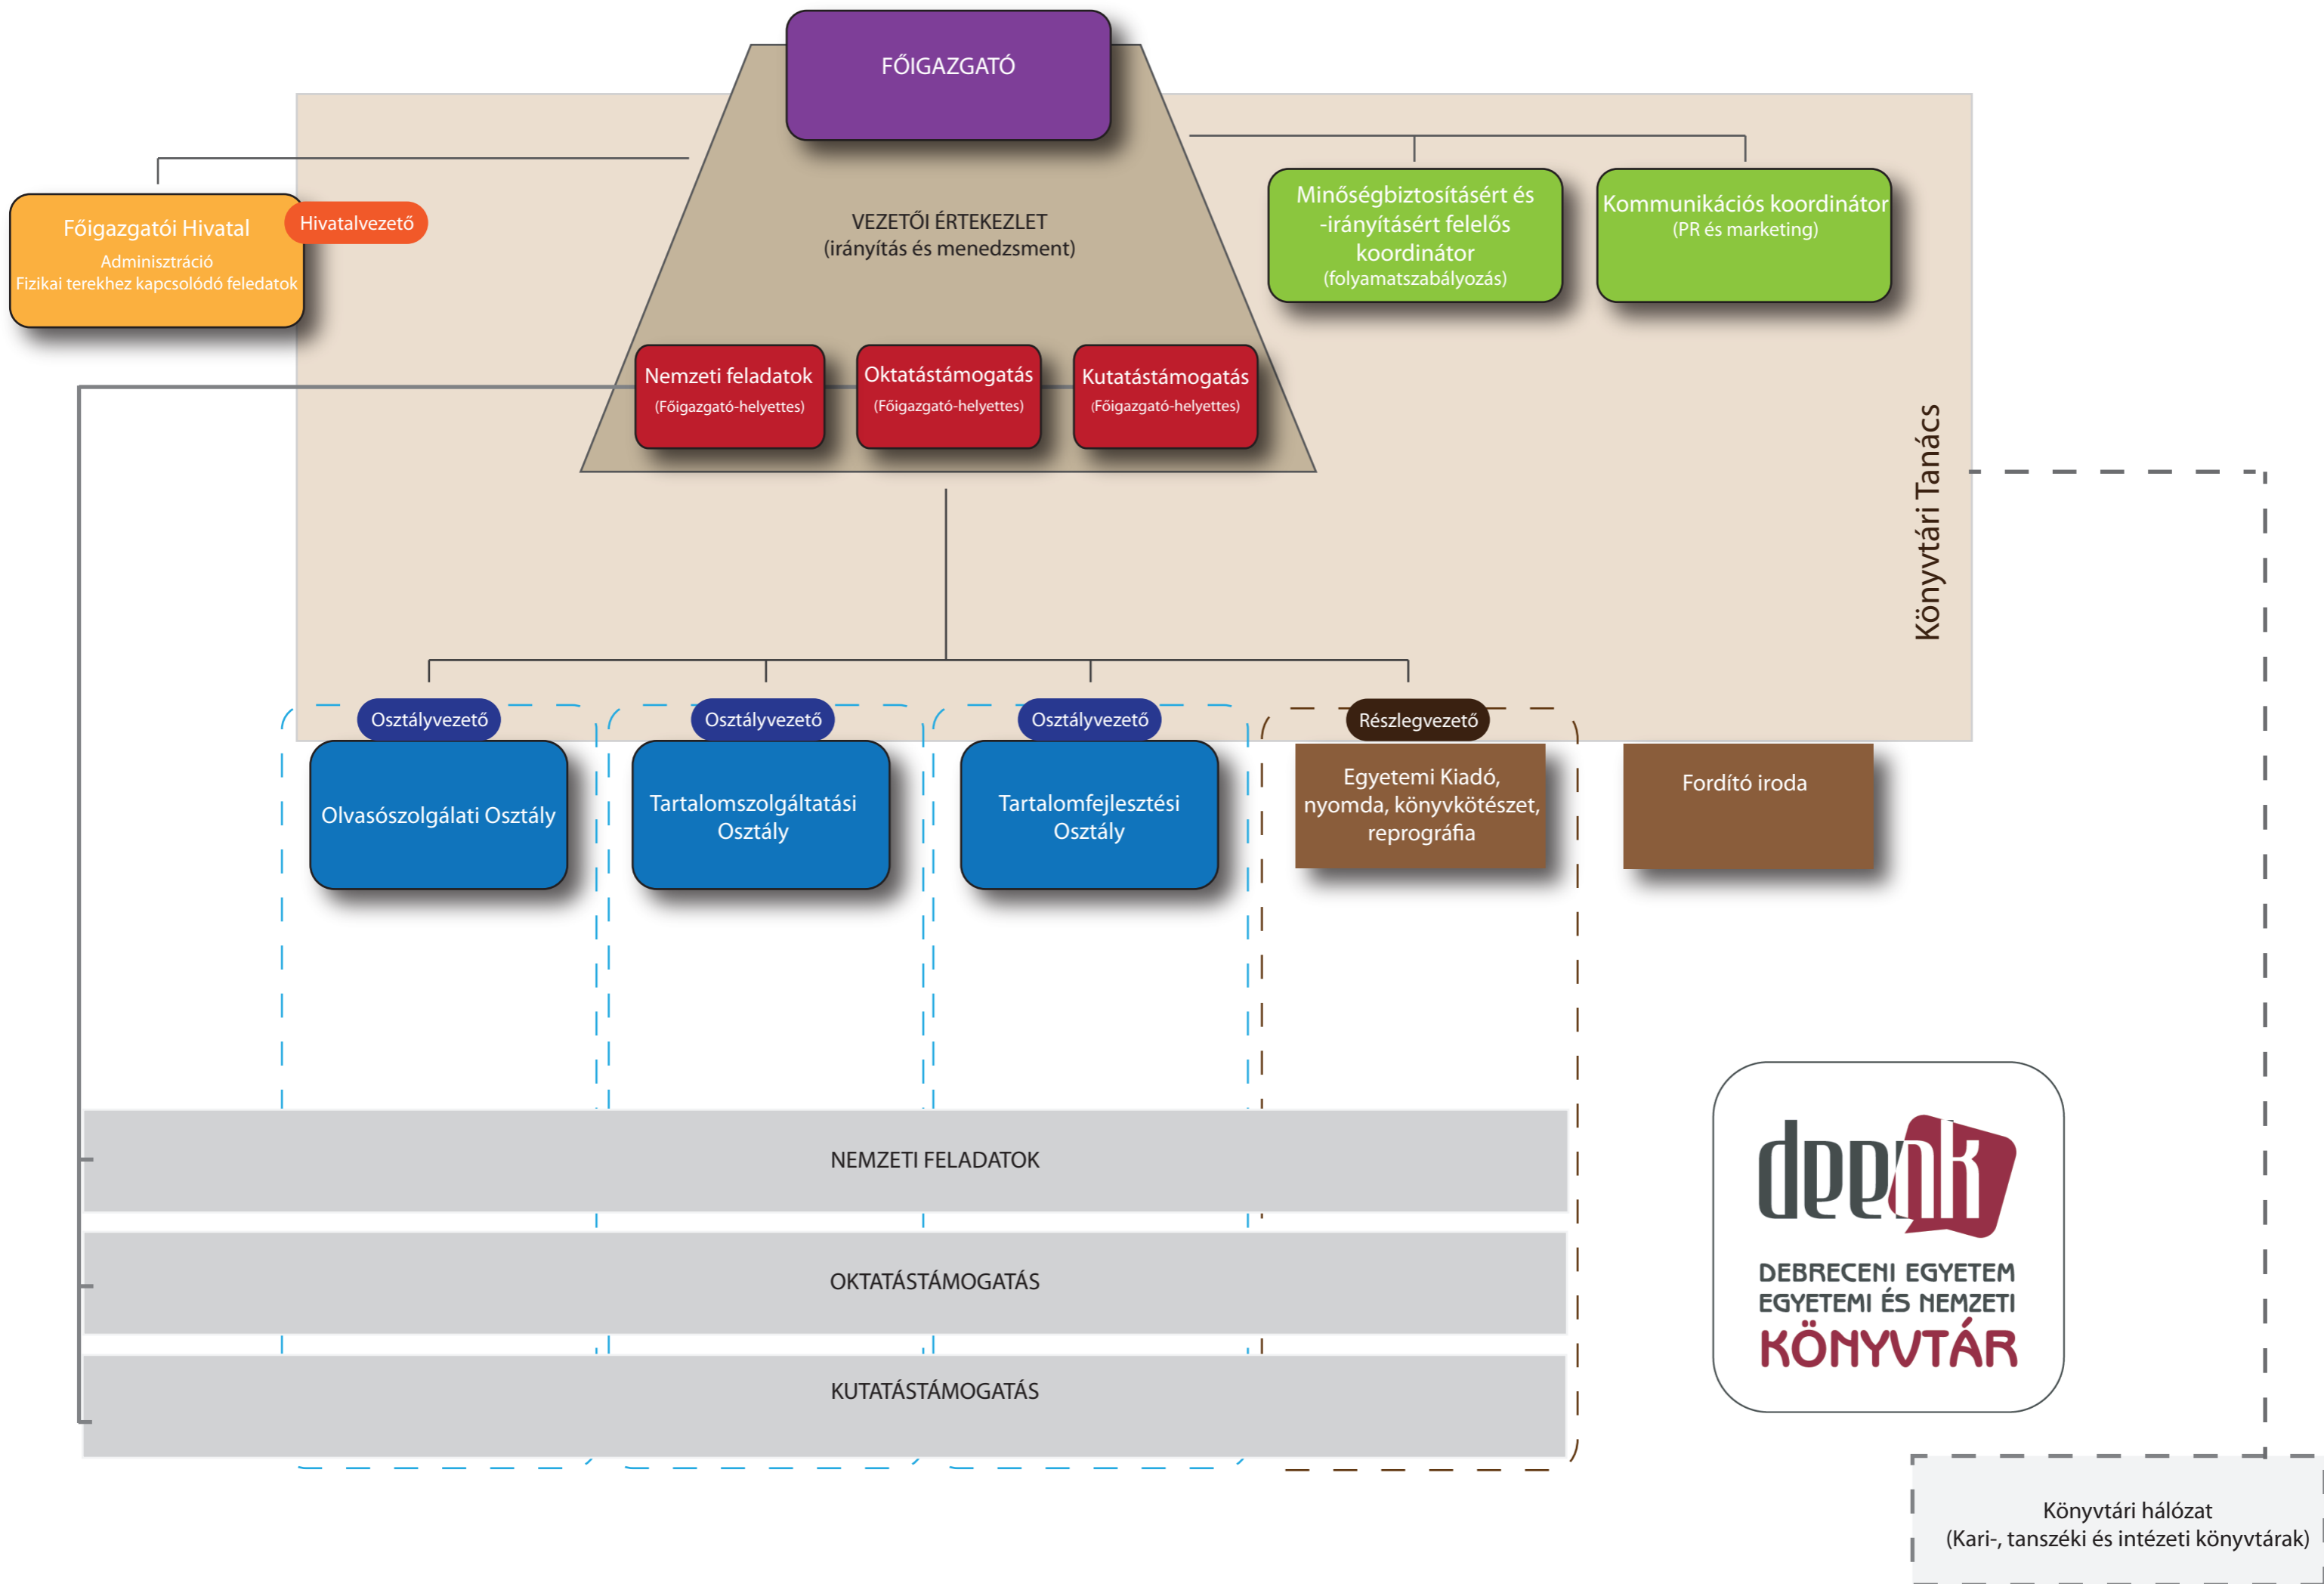 FŐIGAZGATÓ
VEZETŐI ÉRTEKEZLET
(irányítás és menedzsment)
Főigazgatói Hivatal
Adminisztráció
Fizikai terekhez kapcsolódó feledatok
Hivatalvezető
Minőségbiztosításért és
-irányításért felelős
koordinátor
(folyamatszabályozás)
Kommunikációs koordinátor
(PR és marketing)
Nemzeti feladatok
(Főigazgató-helyettes)
Oktatástámogatás
(Főigazgató-helyettes)
Kutatástámogatás
(Főigazgató-helyettes)
Könyvtári Tanács
Osztályvezető
Olvasószolgálati Osztály
Osztályvezető
Tartalomszolgáltatási
Osztály
Osztályvezető
Tartalomfejlesztési
Osztály
Részlegvezető
Egyetemi Kiadó,
nyomda, könyvkötészet,
reprográfia
Fordító iroda
NEMZETI FELADATOK
OKTATÁSTÁMOGATÁS
KUTATÁSTÁMOGATÁS
deenk
DEBRECENI EGYETEM
EGYETEMI ÉS NEMZETI
KÖNYVTÁR
Könyvtári hálózat
(Kari-, tanszéki és intézeti könyvtárak)